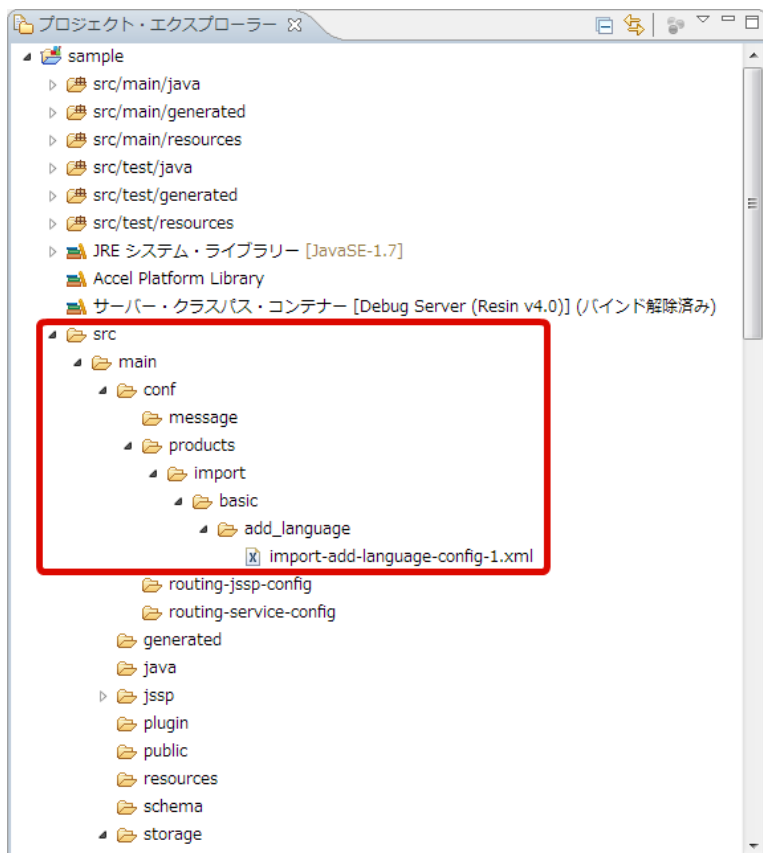 プロジェクト・エクスプローラー
sample
src/main/java
src/main/generated
src/main/resources
src/test/java
src/test/generated
src/test/resources
JRE システム・ライブラリー [JavaSE-1.7]
Accel Platform Library
サーバー・クラスパス・コンテナー [Debug Server (Resin v4.0)] (バインド解除済み)
src
main
conf
message
products
import
basic
add_language
import-add-language-config-1.xml
routing-jssp-config
routing-service-config
generated
java
jssp
plugin
public
resources
schema
storage